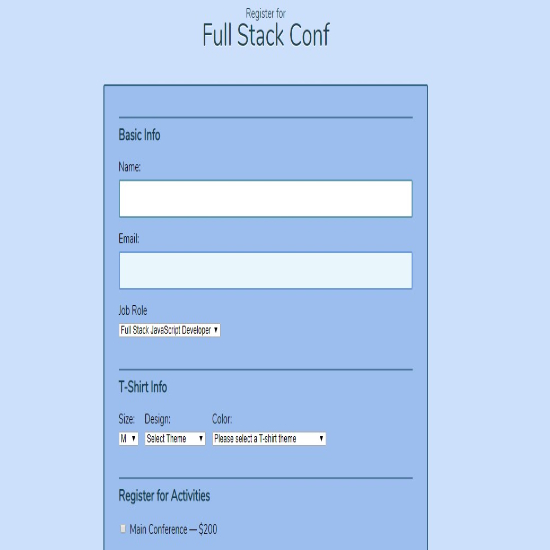 Register for
Full Stack Conf
Basic Info
Name:
Email:
Job Role
Full Stack JavaScript Developer
T-Shirt Info
Size: Design: Color:
M Select Theme Please select a T-shirt theme
Register for Activities
Main Conference — $200